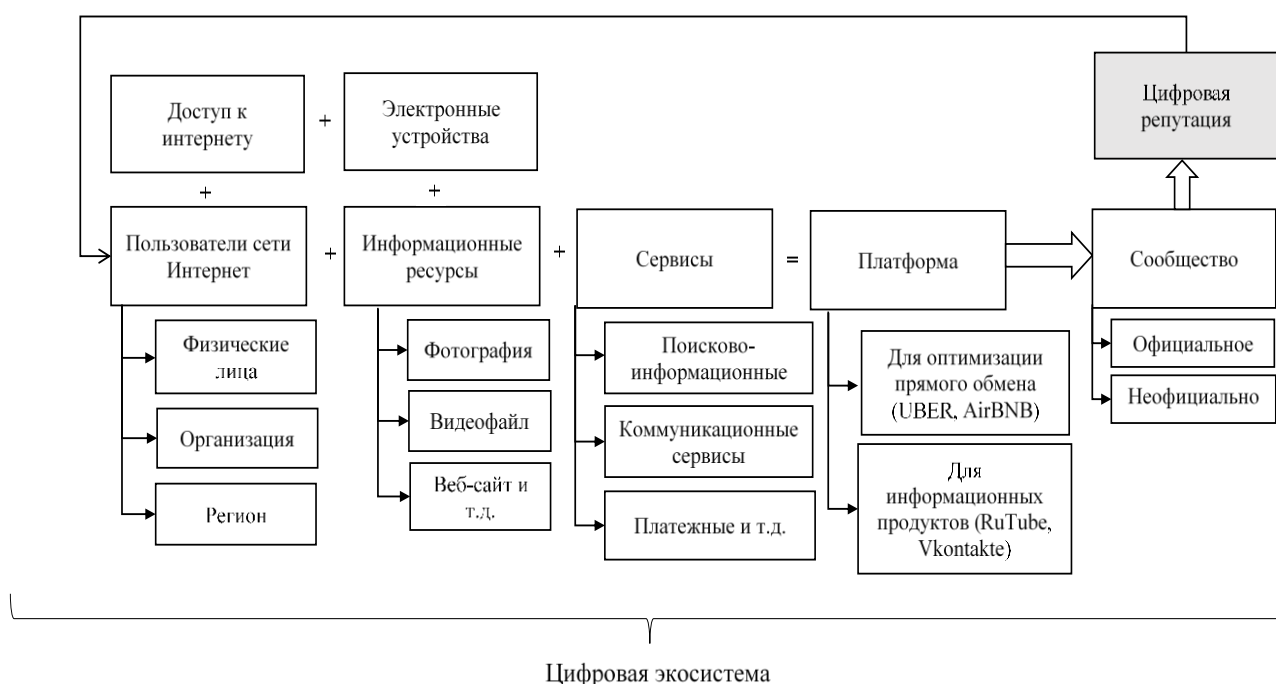 Цифровая
репутация
Доступ к
интернету
+
Электронные
устройства
+
+
Пользователи сети
Интернет
+
Информационные
ресурсы
+
Сервисы
=
Платформа
Сообщество
Физические
лица
Организация
Регион
Фотография
Видеофайл
Веб-сайт и
т.д.
Поисково-
информационные
Коммуникационные
сервисы
Платежные и т.д.
Для оптимизации
прямого обмена
(UBER, AirBNB)
Для
информационных
продуктов (RuTube,
Vkontakte)
Официальное
Неофициально
Цифровая экосистема